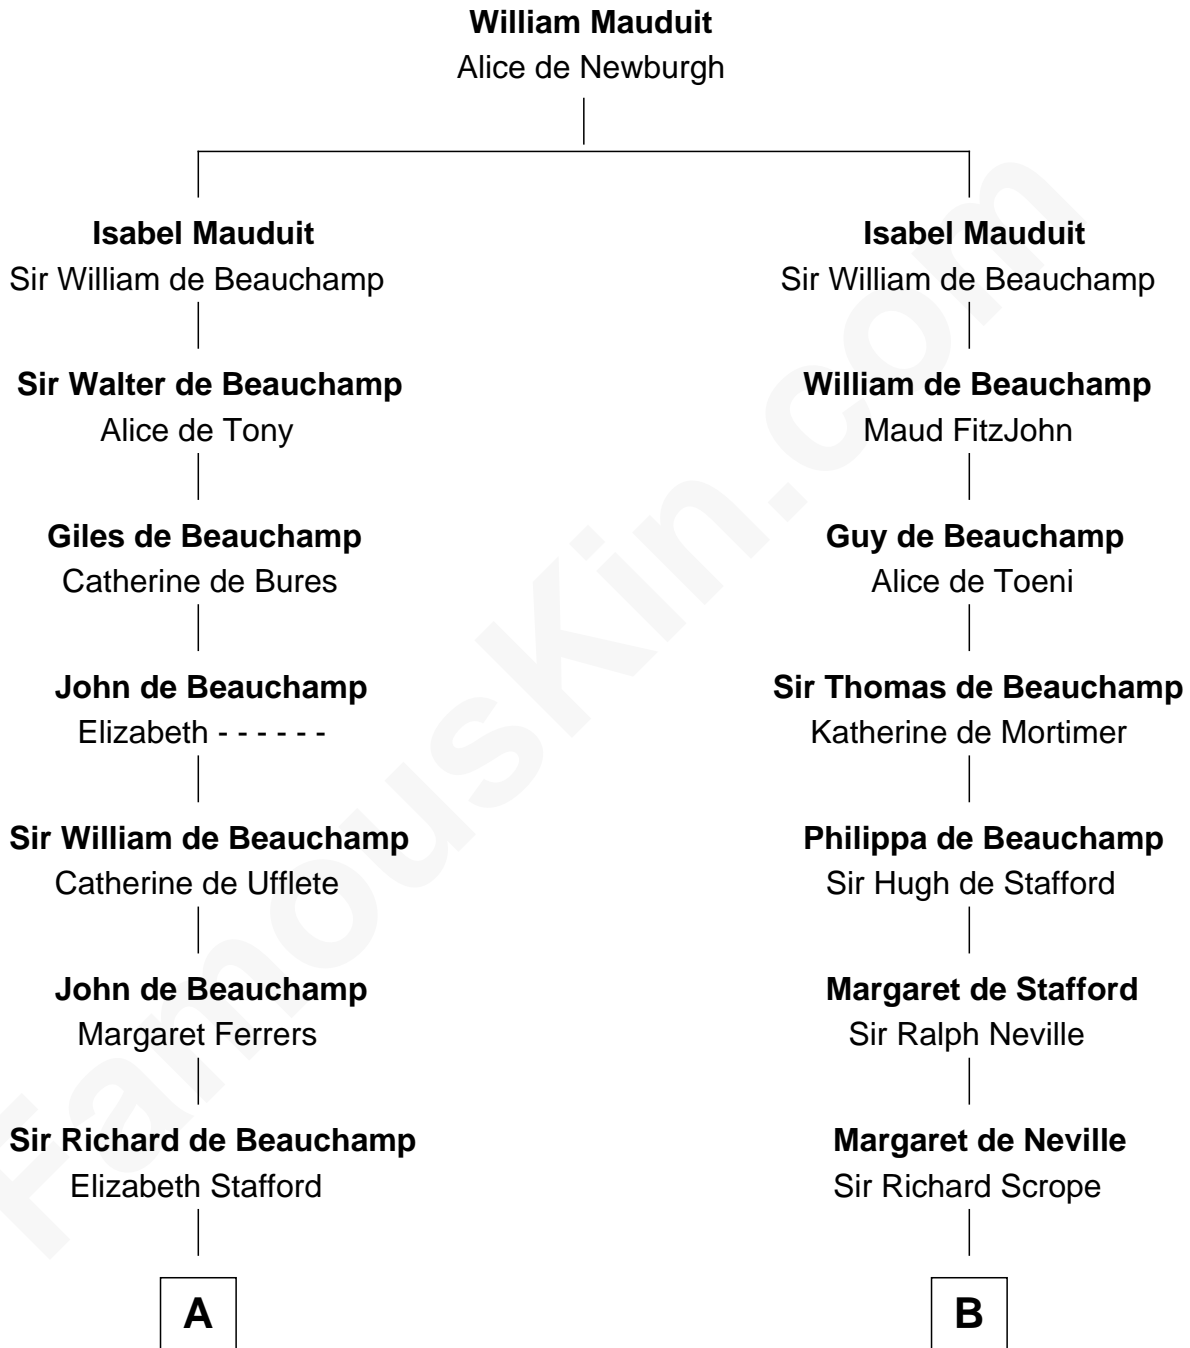 William Mauduit
Alice de Newburgh
Isabel Mauduit
Sir William de Beauchamp
Sir Walter de Beauchamp
Alice de Tony
Giles de Beauchamp
Catherine de Bures
John de Beauchamp
Elizabeth - - - - - -
Sir William de Beauchamp
Catherine de Ufflete
John de Beauchamp
Margaret Ferrers
Sir Richard de Beauchamp
Elizabeth Stafford
A
Isabel Mauduit
Sir William de Beauchamp
William de Beauchamp
Maud FitzJohn
Guy de Beauchamp
Alice de Toeni
Sir Thomas de Beauchamp
Katherine de Mortimer
Philippa de Beauchamp
Sir Hugh de Stafford
Margaret de Stafford
Sir Ralph Neville
Margaret de Neville
Sir Richard Scrope
B
FamousKin.com